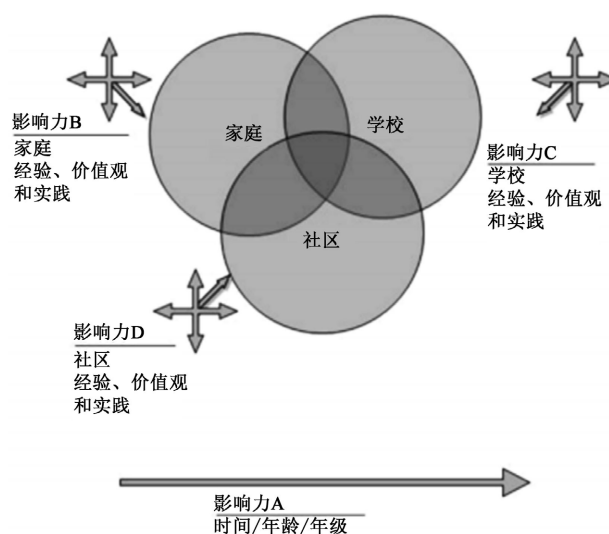 家庭
学校
社区
影响力B
家庭
经验、价值观
和实践
影响力C
学校
经验、价值观
和实践
影响力D
社区
经验、价值观
和实践
影响力A
时间/年龄/年级